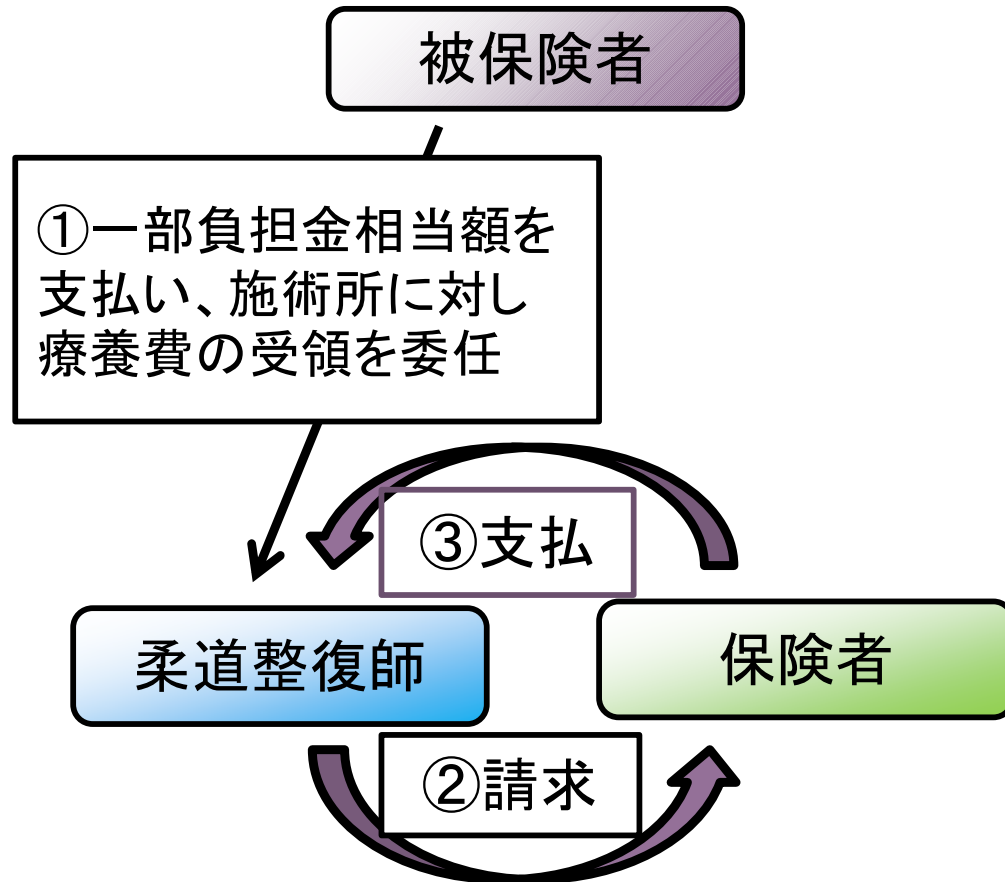 被保険者
①一部負担金相当額を
支払い、施術所に対し
療養費の受領を委任
③支払
柔道整復師
保険者
②請求